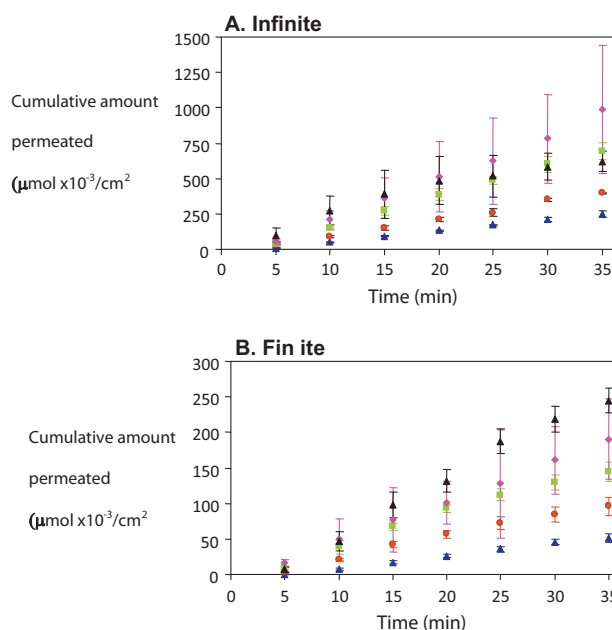 A. Infinite
1500
1250
1000
750
500
250
0
Cumulative amount
permeated
(µmol x10⁻³/cm²
0 5 10 15 20 25 30 35
Time (min)
B. Fin ite
300
250
200
150
100
50
0
Cumulative amount
permeated
(µmol x10⁻³/cm²
0 5 10 15 20 25 30 35
Time (min)